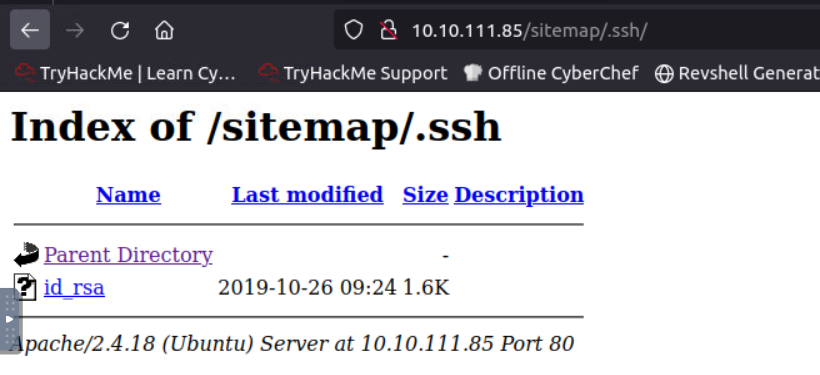 10.10.111.85/sitemap/.ssh/
TryHackMe | Learn Cy... TryHackMe Support Offline CyberChef Revshell Generat
Index of /sitemap/.ssh
Name Last modified Size Description
Parent Directory -
id_rsa 2019-10-26 09:24 1.6K
Apache/2.4.18 (Ubuntu) Server at 10.10.111.85 Port 80